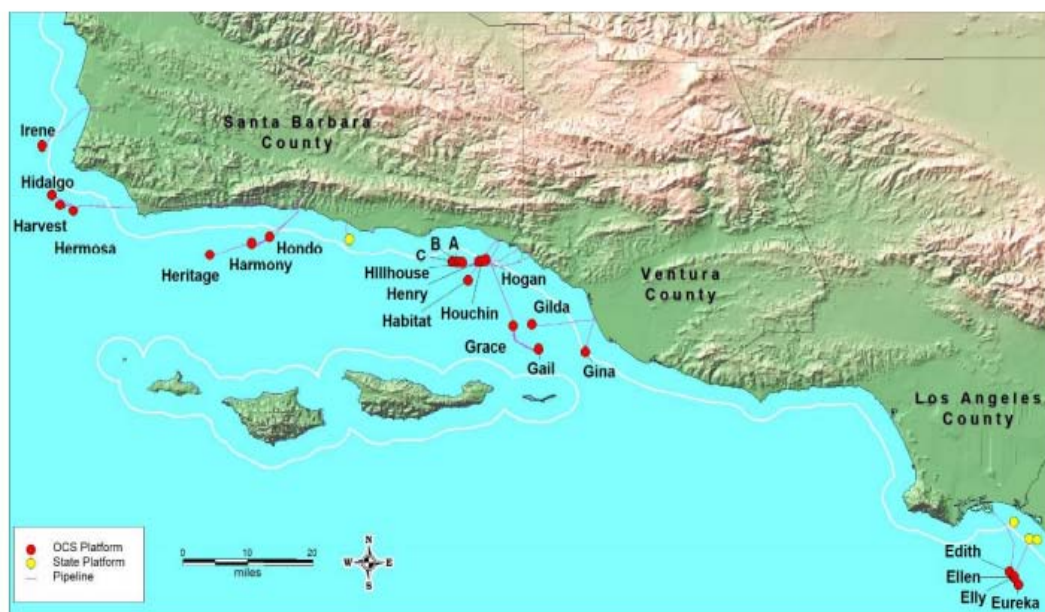 Santa Barbara
County
Irene
Hidalgo
Harvest
Hermosa
Heritage
Harmony
Hondo
B A
C
HIllhouse
Henry
Habitat
Houchin
Hogan
Gilda
Grace
Gail
Gina
Ventura
County
Los Angeles
County
Edith
Ellen
Elly
Eureka
OCS Platform
State Platform
Pipeline
0 10 20
miles
N
W E
S